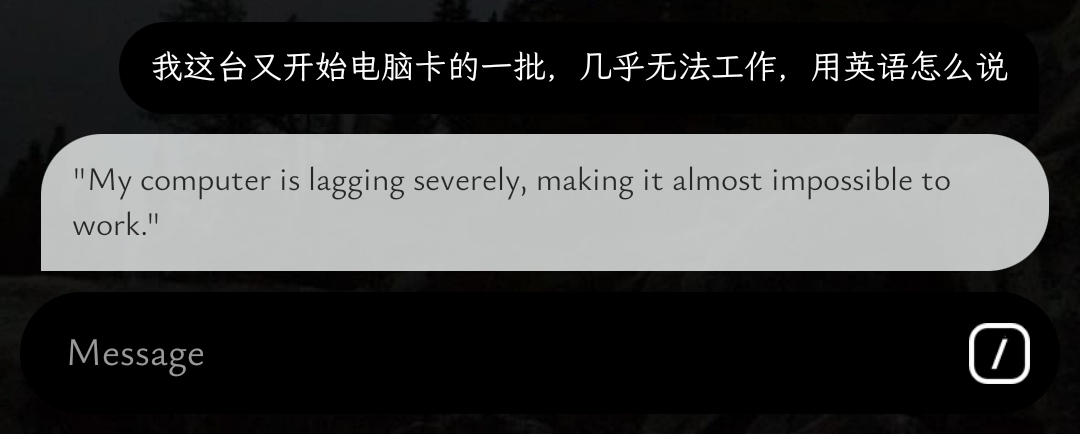 我这台又开始电脑卡的一批，几乎无法工作，用英语怎么说
"My computer is lagging severely, making it almost impossible to
work."
Message
/